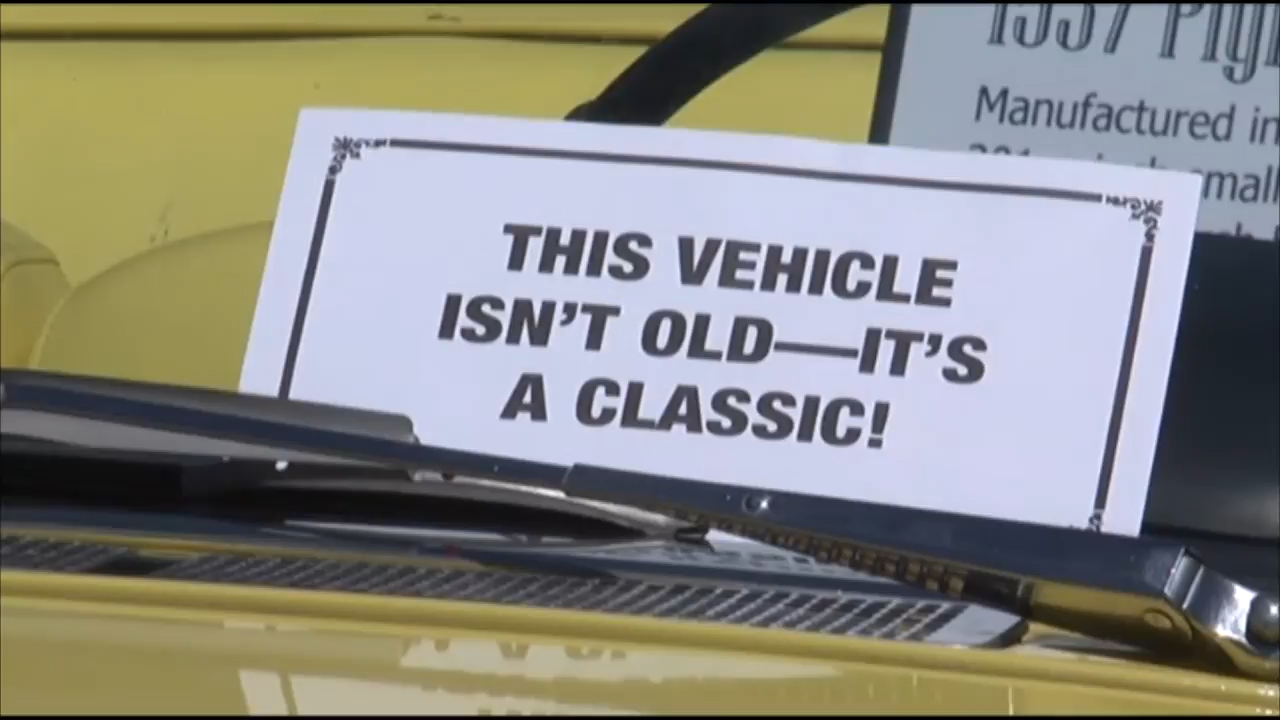 THIS VEHICLE
ISN'T OLD—IT'S
A CLASSIC!
Manufactured in